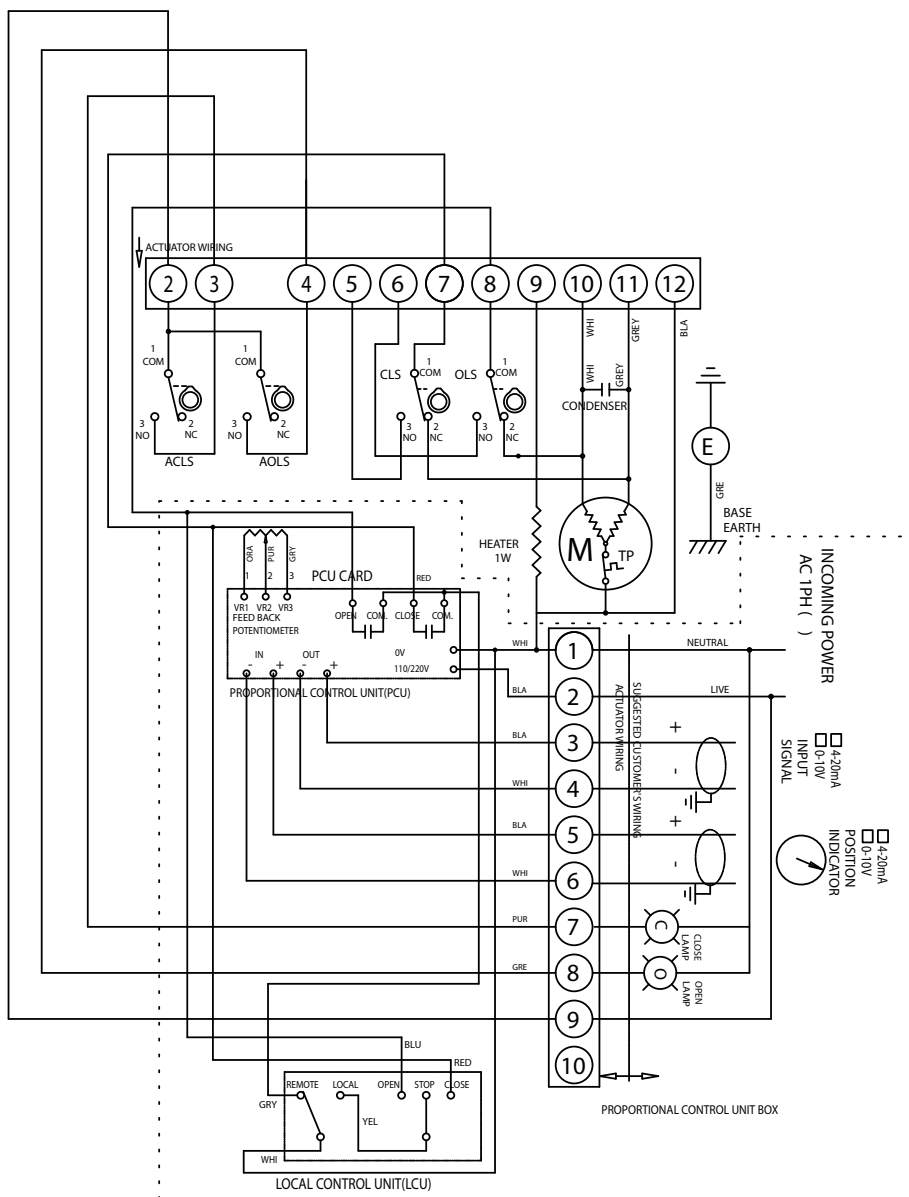 ACTUATOR WIRING
2 3 4 5 6 7 8 9 10 11 12
WHI
GREY
BLA
1
COM
3
NO
2
NC
ACLS
1
COM
3
NO
2
NC
AOLS
CLS
1
COM
3
NO
2
NC
OLS
1
COM
3
NO
2
NC
WHI
GREY
CONDENSER
E
GRE
BASE
EARTH
HEATER
1W
M
TP
ORA
PUR
GRY
1 2 3
VR1 VR2 VR3
FEED BACK
POTENTIOMETER
PCU CARD
RED
OPEN COM. CLOSE COM.
IN OUT
- + - +
0V
110/220V
PROPORTIONAL CONTROL UNIT(PCU)
WHI
1
NEUTRAL
BLA
2
LIVE
BLA
3
+
WHI
4
-
BLA
5
+
WHI
6
-
PUR
7
C
CLOSE
LAMP
GRE
8
O
OPEN
LAMP
9
10
SUGGESTED CUSTOMER'S WIRING
ACTUATOR WIRING
INCOMING POWER
AC 1PH ( )
4-20mA
0-10V
INPUT
SIGNAL
4-20mA
0-10V
POSITION
INDICATOR
PROPORTIONAL CONTROL UNIT BOX
BLU
RED
REMOTE LOCAL OPEN STOP CLOSE
GRY
YEL
WHI
LOCAL CONTROL UNIT(LCU)